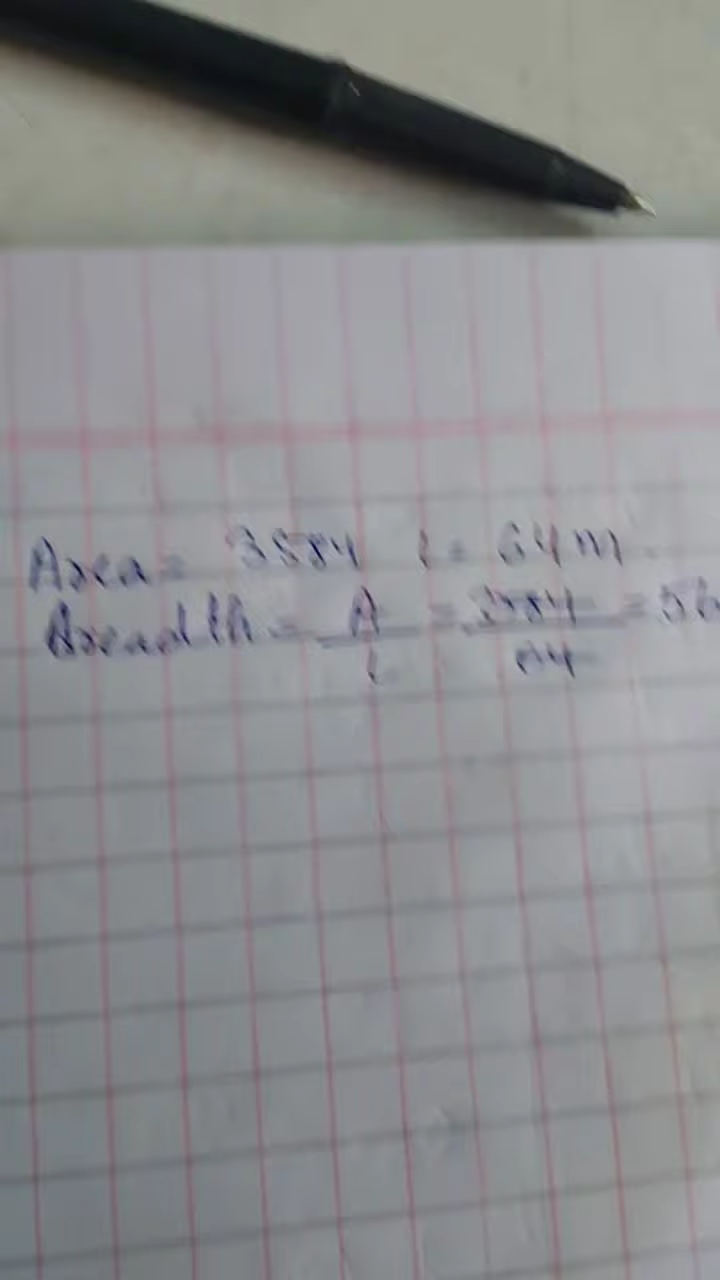 Area = 3584 l = 64 m
Breadth = A/l = 3584/64 = 56